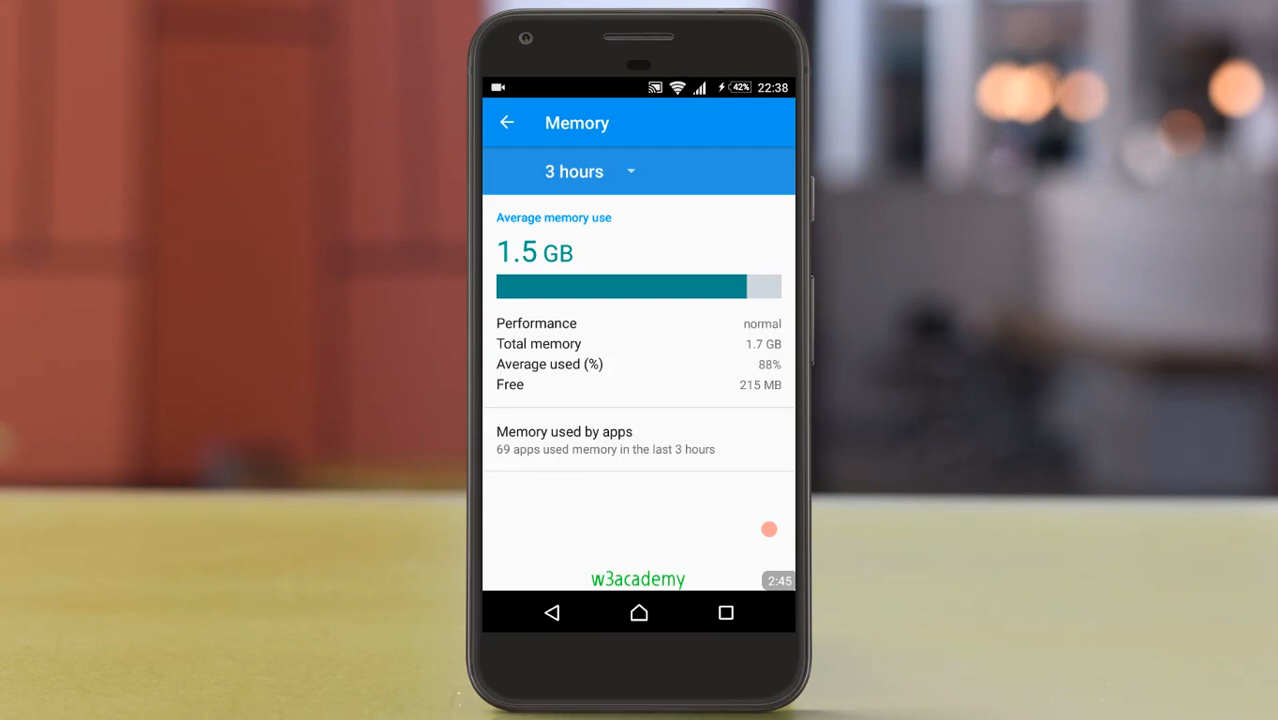 42% 22:38
Memory
3 hours
Average memory use
1.5 GB
Performance normal
Total memory 1.7 GB
Average used (%) 88%
Free 215 MB
Memory used by apps
69 apps used memory in the last 3 hours
w3academy
2:45